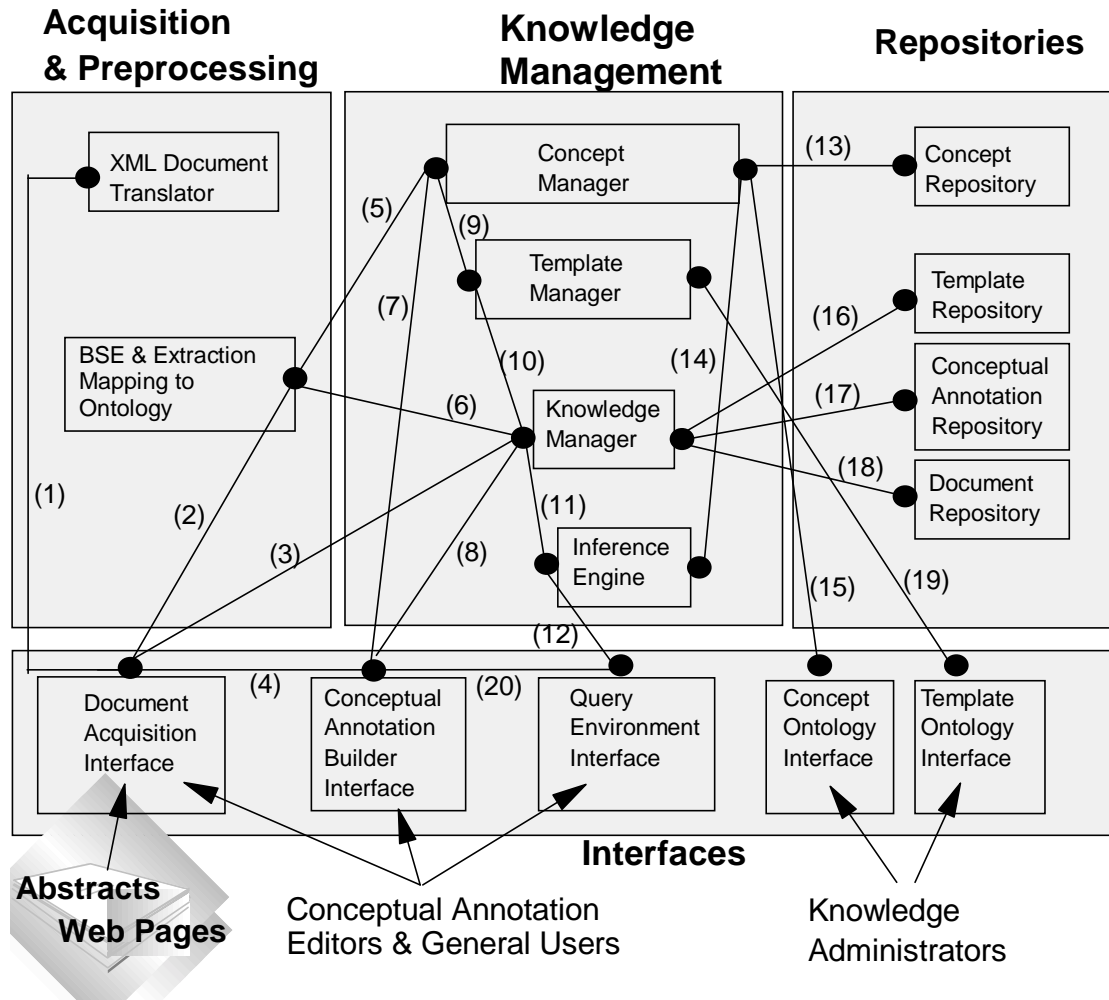 Acquisition
& Preprocessing
Knowledge
Management
Repositories
XML Document
Translator
Concept
Manager
(13)
Concept
Repository
(5)
(9)
Template
Manager
Template
Repository
(7)
(16)
BSE & Extraction
Mapping to
Ontology
(10)
(14)
Conceptual
Annotation
Repository
(6)
Knowledge
Manager
(17)
(18)
Document
Repository
(1)
(2)
(3)
(8)
(11)
Inference
Engine
(15)
(19)
(12)
(4)
(20)
Document
Acquisition
Interface
Conceptual
Annotation
Builder
Interface
Query
Environment
Interface
Concept
Ontology
Interface
Template
Ontology
Interface
Interfaces
Abstracts
Web Pages
Conceptual Annotation
Editors & General Users
Knowledge
Administrators